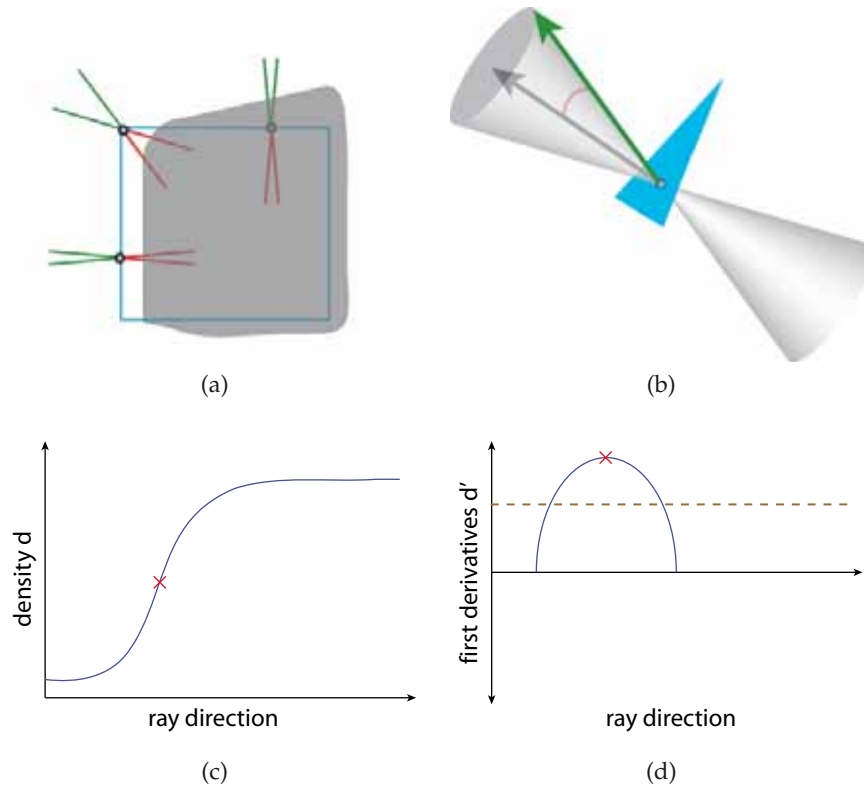 (a)
(b)
density d
ray direction
(c)
first derivatives d'
ray direction
(d)